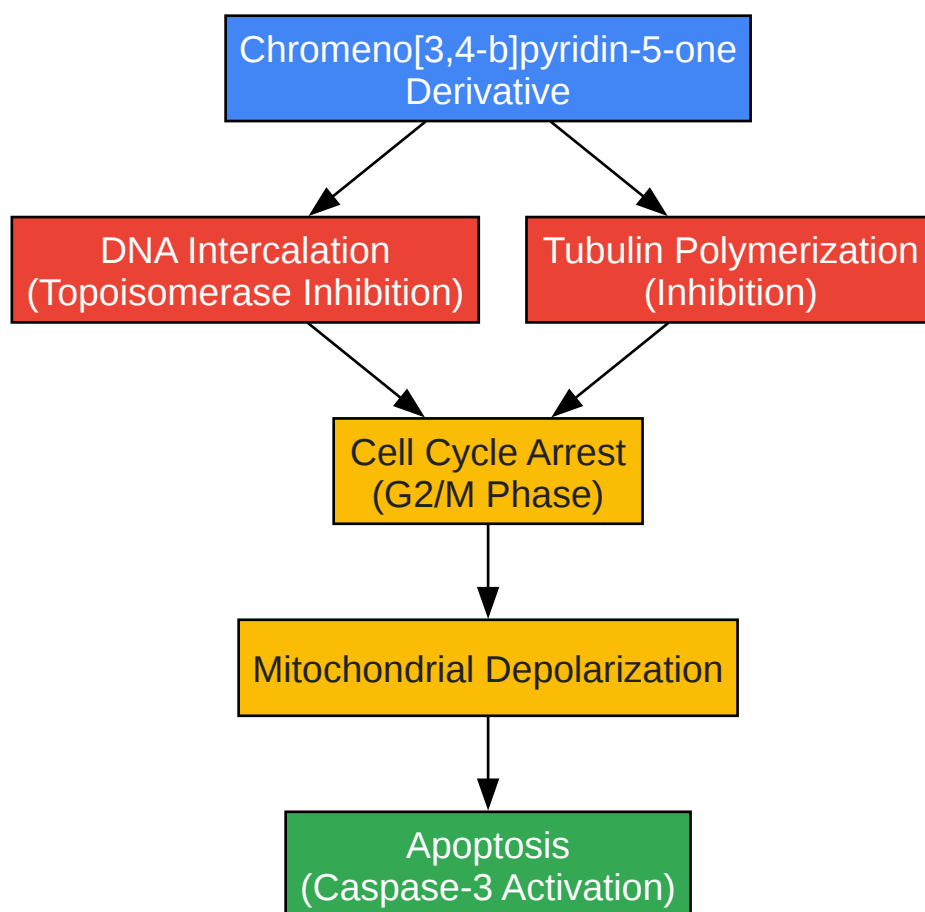 Chromeno[3,4-b]pyridin-5-one
Derivative
DNA Intercalation
(Topoisomerase Inhibition)
Tubulin Polymerization
(Inhibition)
Cell Cycle Arrest
(G2/M Phase)
Mitochondrial Depolarization
Apoptosis
(Caspase-3 Activation)